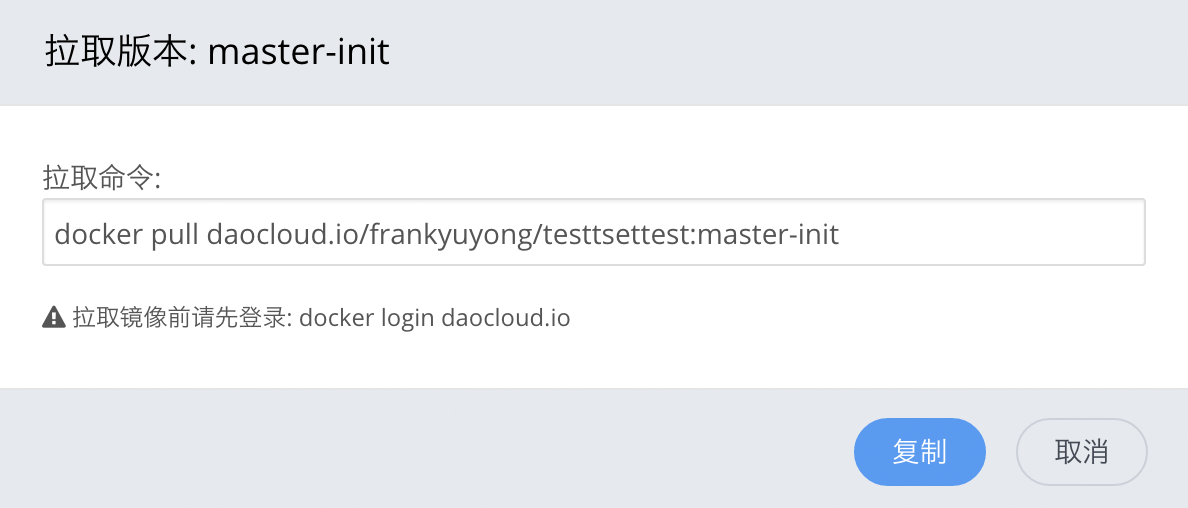 拉取版本: master-init
拉取命令:
docker pull daocloud.io/frankyuyong/testtsettest:master-init
拉取镜像前请先登录: docker login daocloud.io
复制
取消